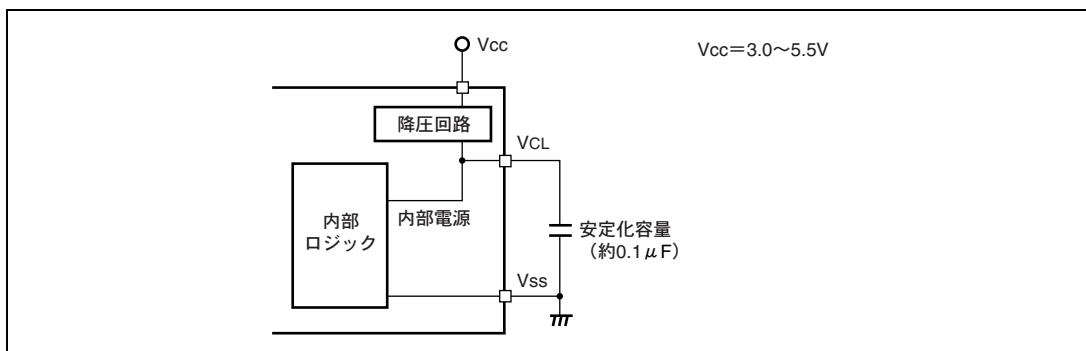 Vcc
Vcc＝3.0～5.5V
降圧回路
VCL
内部
ロジック
内部電源
安定化容量
（約0.1μF）
Vss